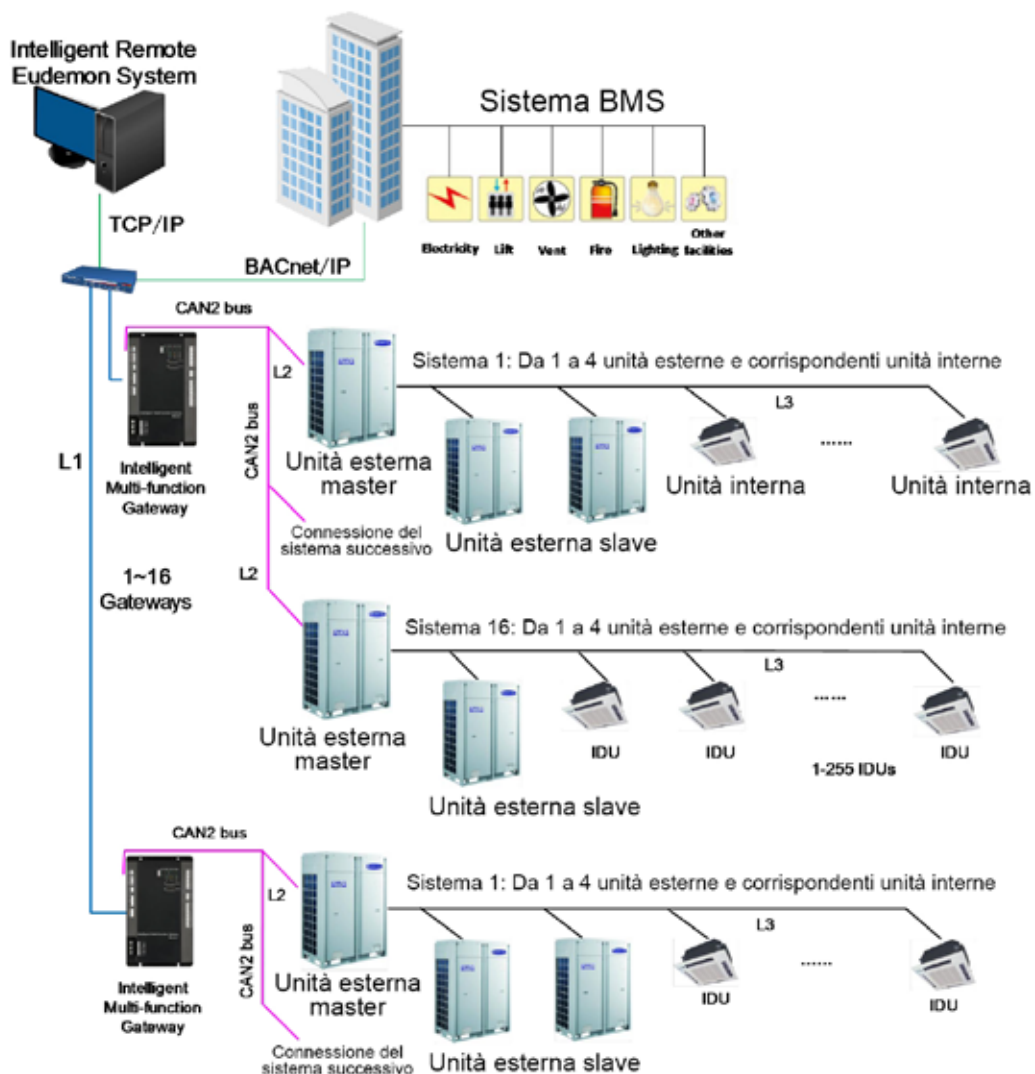 Intelligent Remote
Eudemon System
Sistema BMS
TCP/IP
BACnet/IP
Electricity
Lift
Vent
Fire
Lighting
Other
facilities
CAN2 bus
L2
CAN2 bus
Sistema 1: Da 1 a 4 unità esterne e corrispondenti unità interne
L3
......
L1
Intelligent
Multi-function
Gateway
Unità esterna
master
Unità interna
Unità interna
Connessione del
sistema successivo
Unità esterna slave
L2
1~16
Gateways
Sistema 16: Da 1 a 4 unità esterne e corrispondenti unità interne
L3
......
Unità esterna
master
IDU
IDU
IDU
1-255 IDUs
Unità esterna slave
CAN2 bus
L2
CAN2 bus
Sistema 1: Da 1 a 4 unità esterne e corrispondenti unità interne
L3
......
Intelligent
Multi-function
Gateway
Unità esterna
master
IDU
IDU
Connessione del
sistema successivo
Unità esterna slave